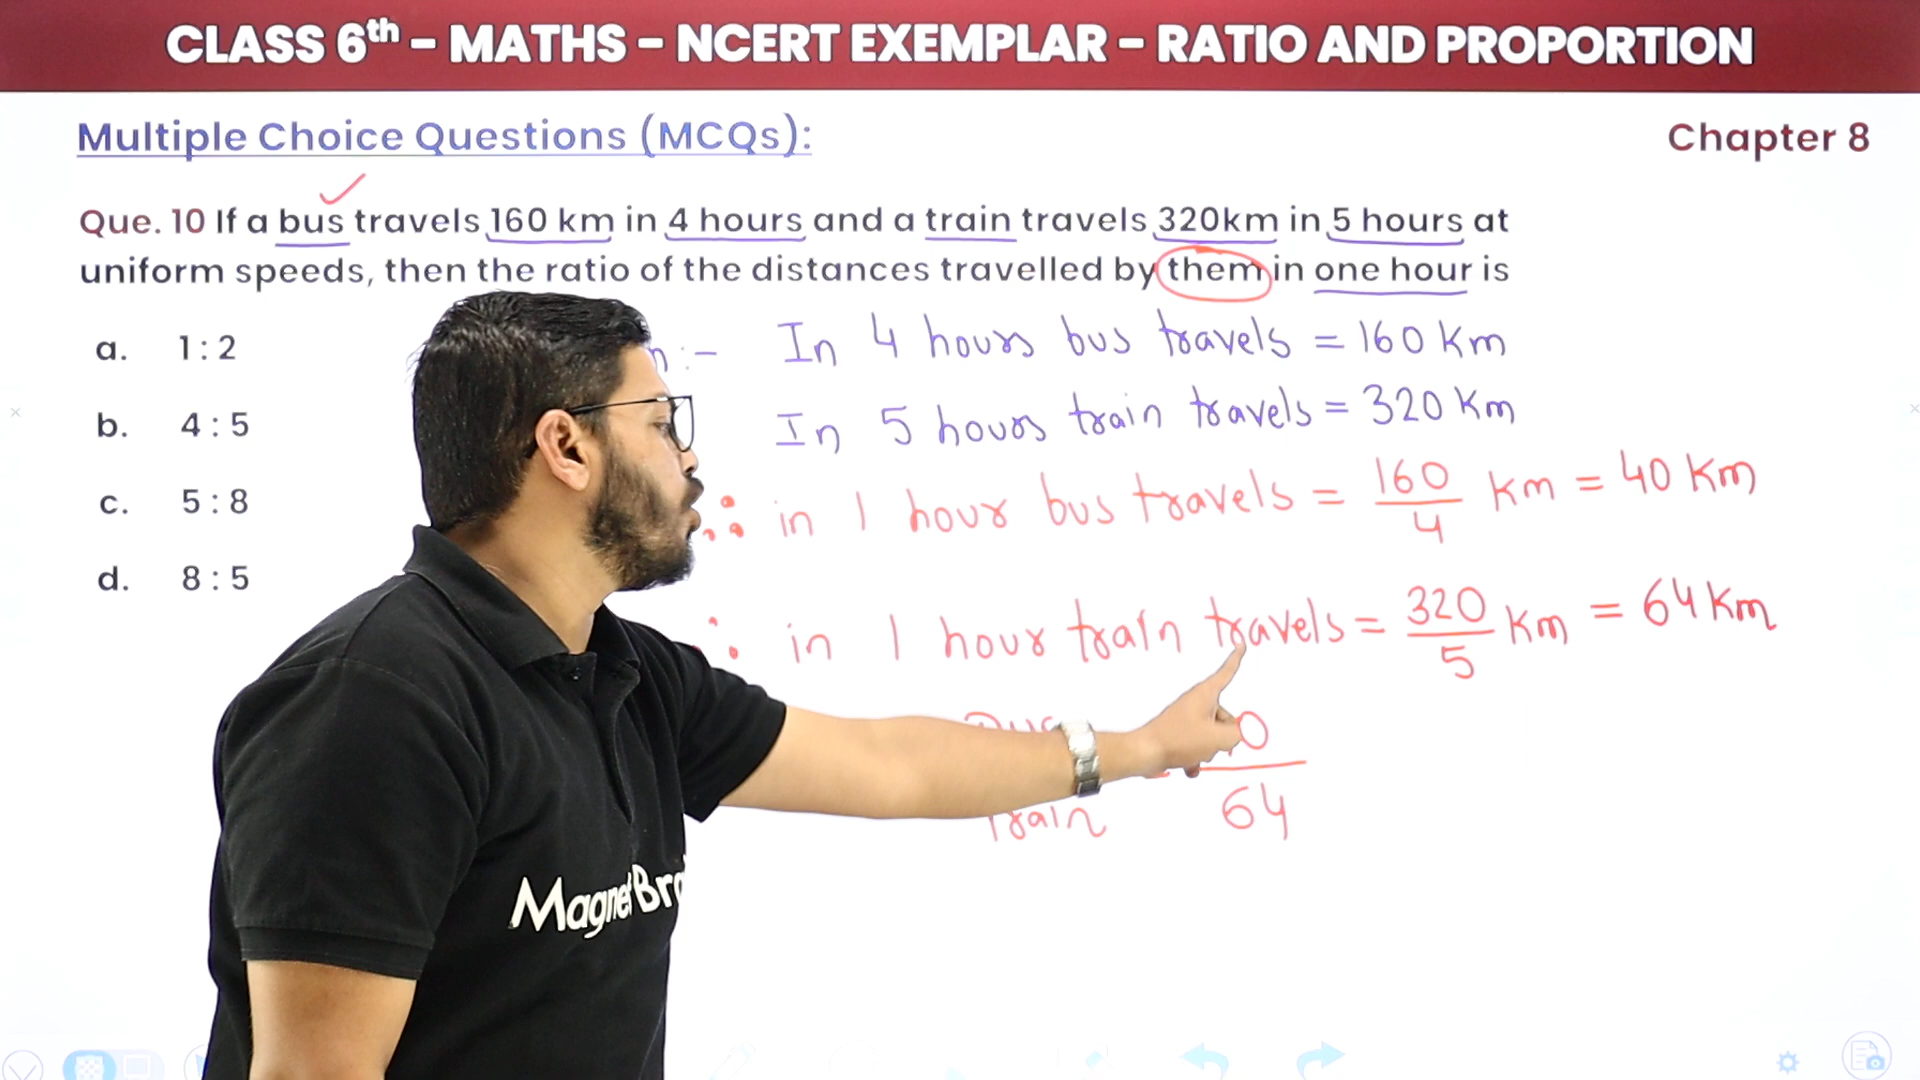 CLASS 6th – MATHS – NCERT EXEMPLAR – RATIO AND PROPORTION
Multiple Choice Questions (MCQs):
Chapter 8
Que. 10 If a bus travels 160 km in 4 hours and a train travels 320km in 5 hours at
uniform speeds, then the ratio of the distances travelled by them in one hour is
a. 1 : 2
b. 4 : 5
c. 5 : 8
d. 8 : 5
:- In 4 hours bus travels = 160 Km
In 5 hours train travels = 320 Km
∴ in 1 hour bus travels = 160/4 Km = 40 Km
∴ in 1 hour train travels = 320/5 Km = 64 Km
64
Train
Magnet Bra